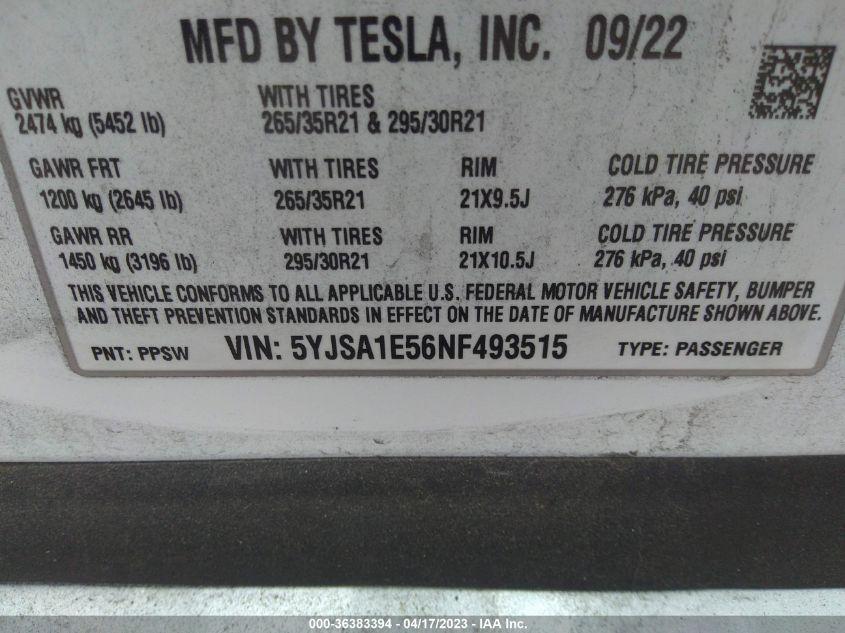 MFD BY TESLA, INC. 09/22
GVWR WITH TIRES
2474 kg (5452 lb) 265/35R21 & 295/30R21
GAWR FRT WITH TIRES RIM COLD TIRE PRESSURE
1200 kg (2645 lb) 265/35R21 21X9.5J 276 kPa, 40 psi
GAWR RR WITH TIRES RIM COLD TIRE PRESSURE
1450 kg (3196 lb) 295/30R21 21X10.5J 276 kPa, 40 psi
THIS VEHICLE CONFORMS TO ALL APPLICABLE U.S. FEDERAL MOTOR VEHICLE SAFETY, BUMPER
AND THEFT PREVENTION STANDARDS IN EFFECT ON THE DATE OF MANUFACTURE SHOWN ABOVE.
PNT: PPSW VIN: 5YJSA1E56NF493515 TYPE: PASSENGER
000-36383394 - 04/17/2023 - ©IAA Inc.